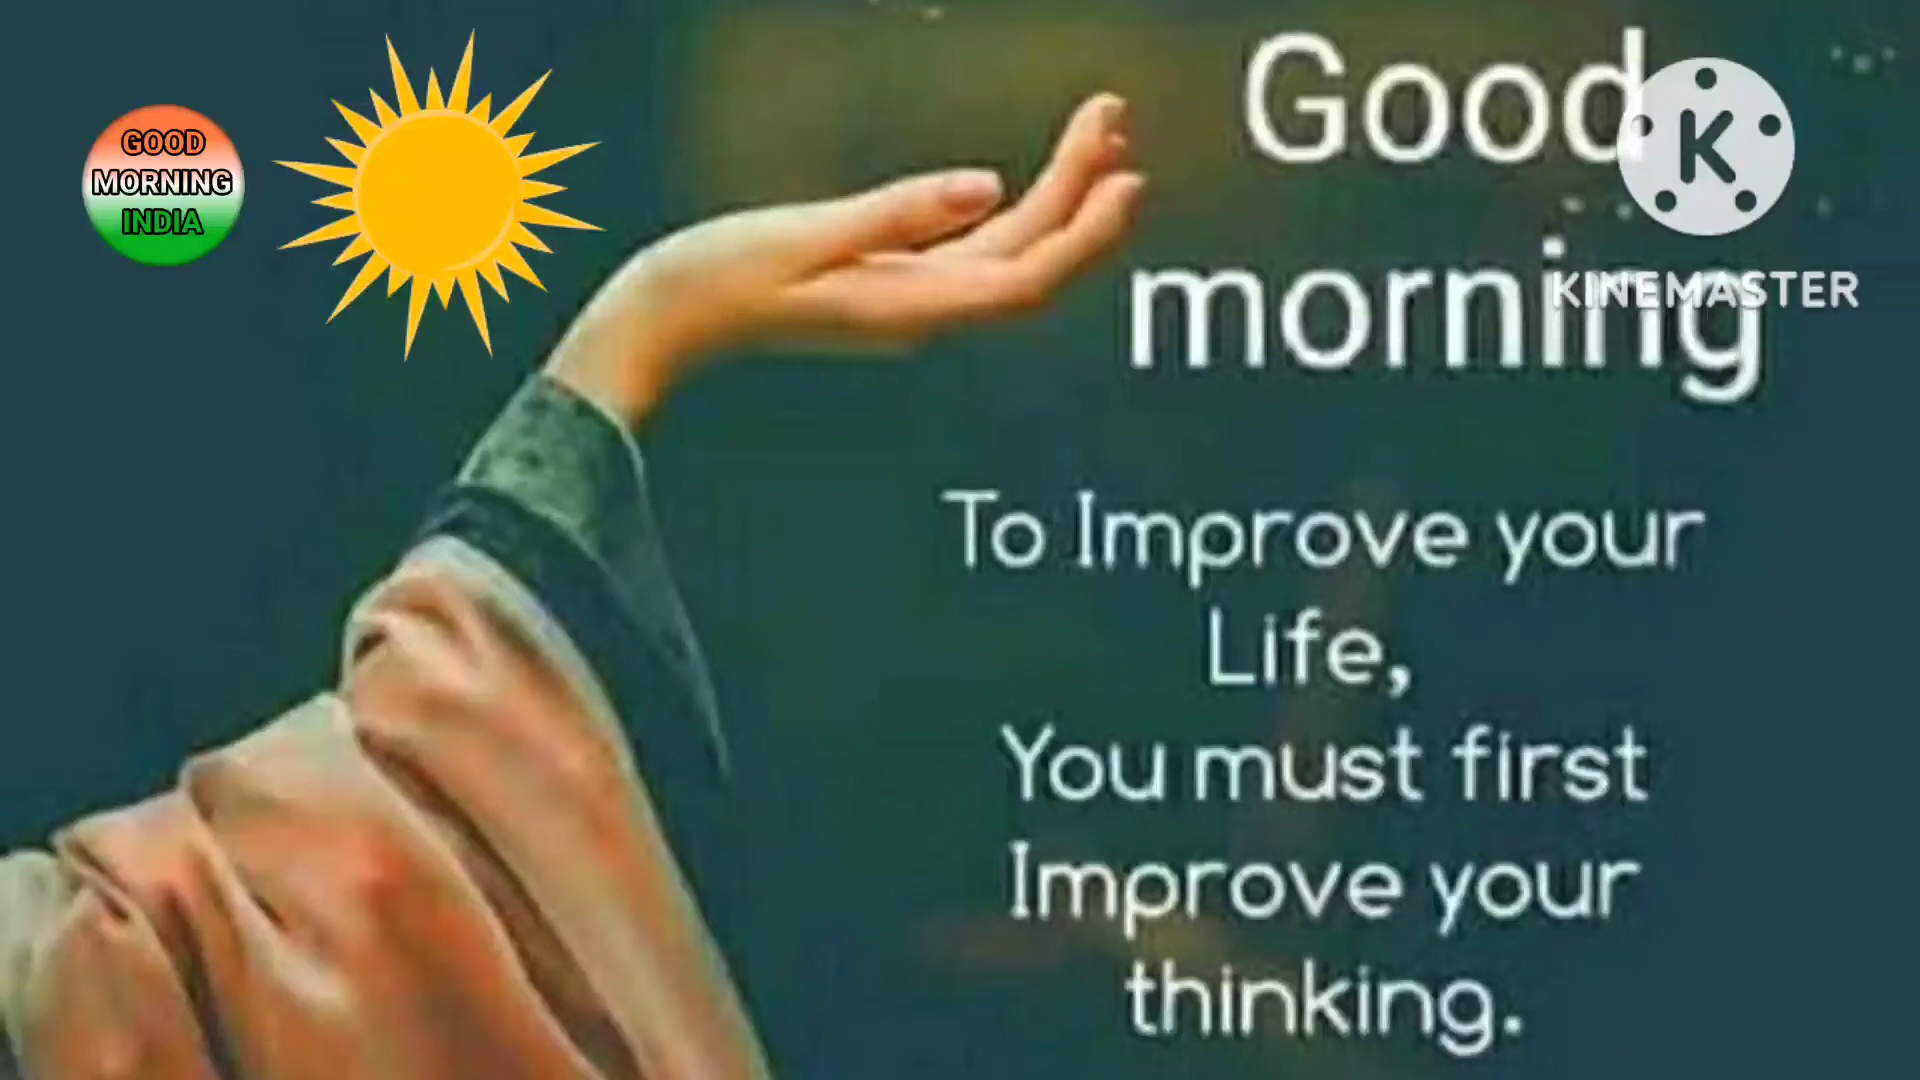 GOOD
MORNING
INDIA
Good
morning
K
KINEMASTER
To Improve your
Life,
You must first
Improve your
thinking.